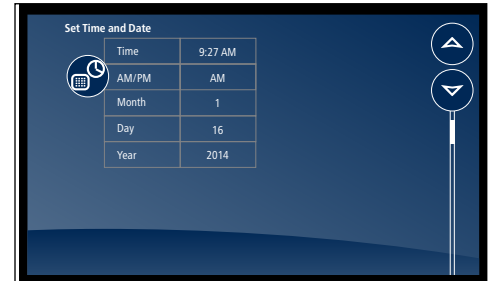 Set Time and Date
Time 9:27 AM
AM/PM AM
Month 1
Day 16
Year 2014